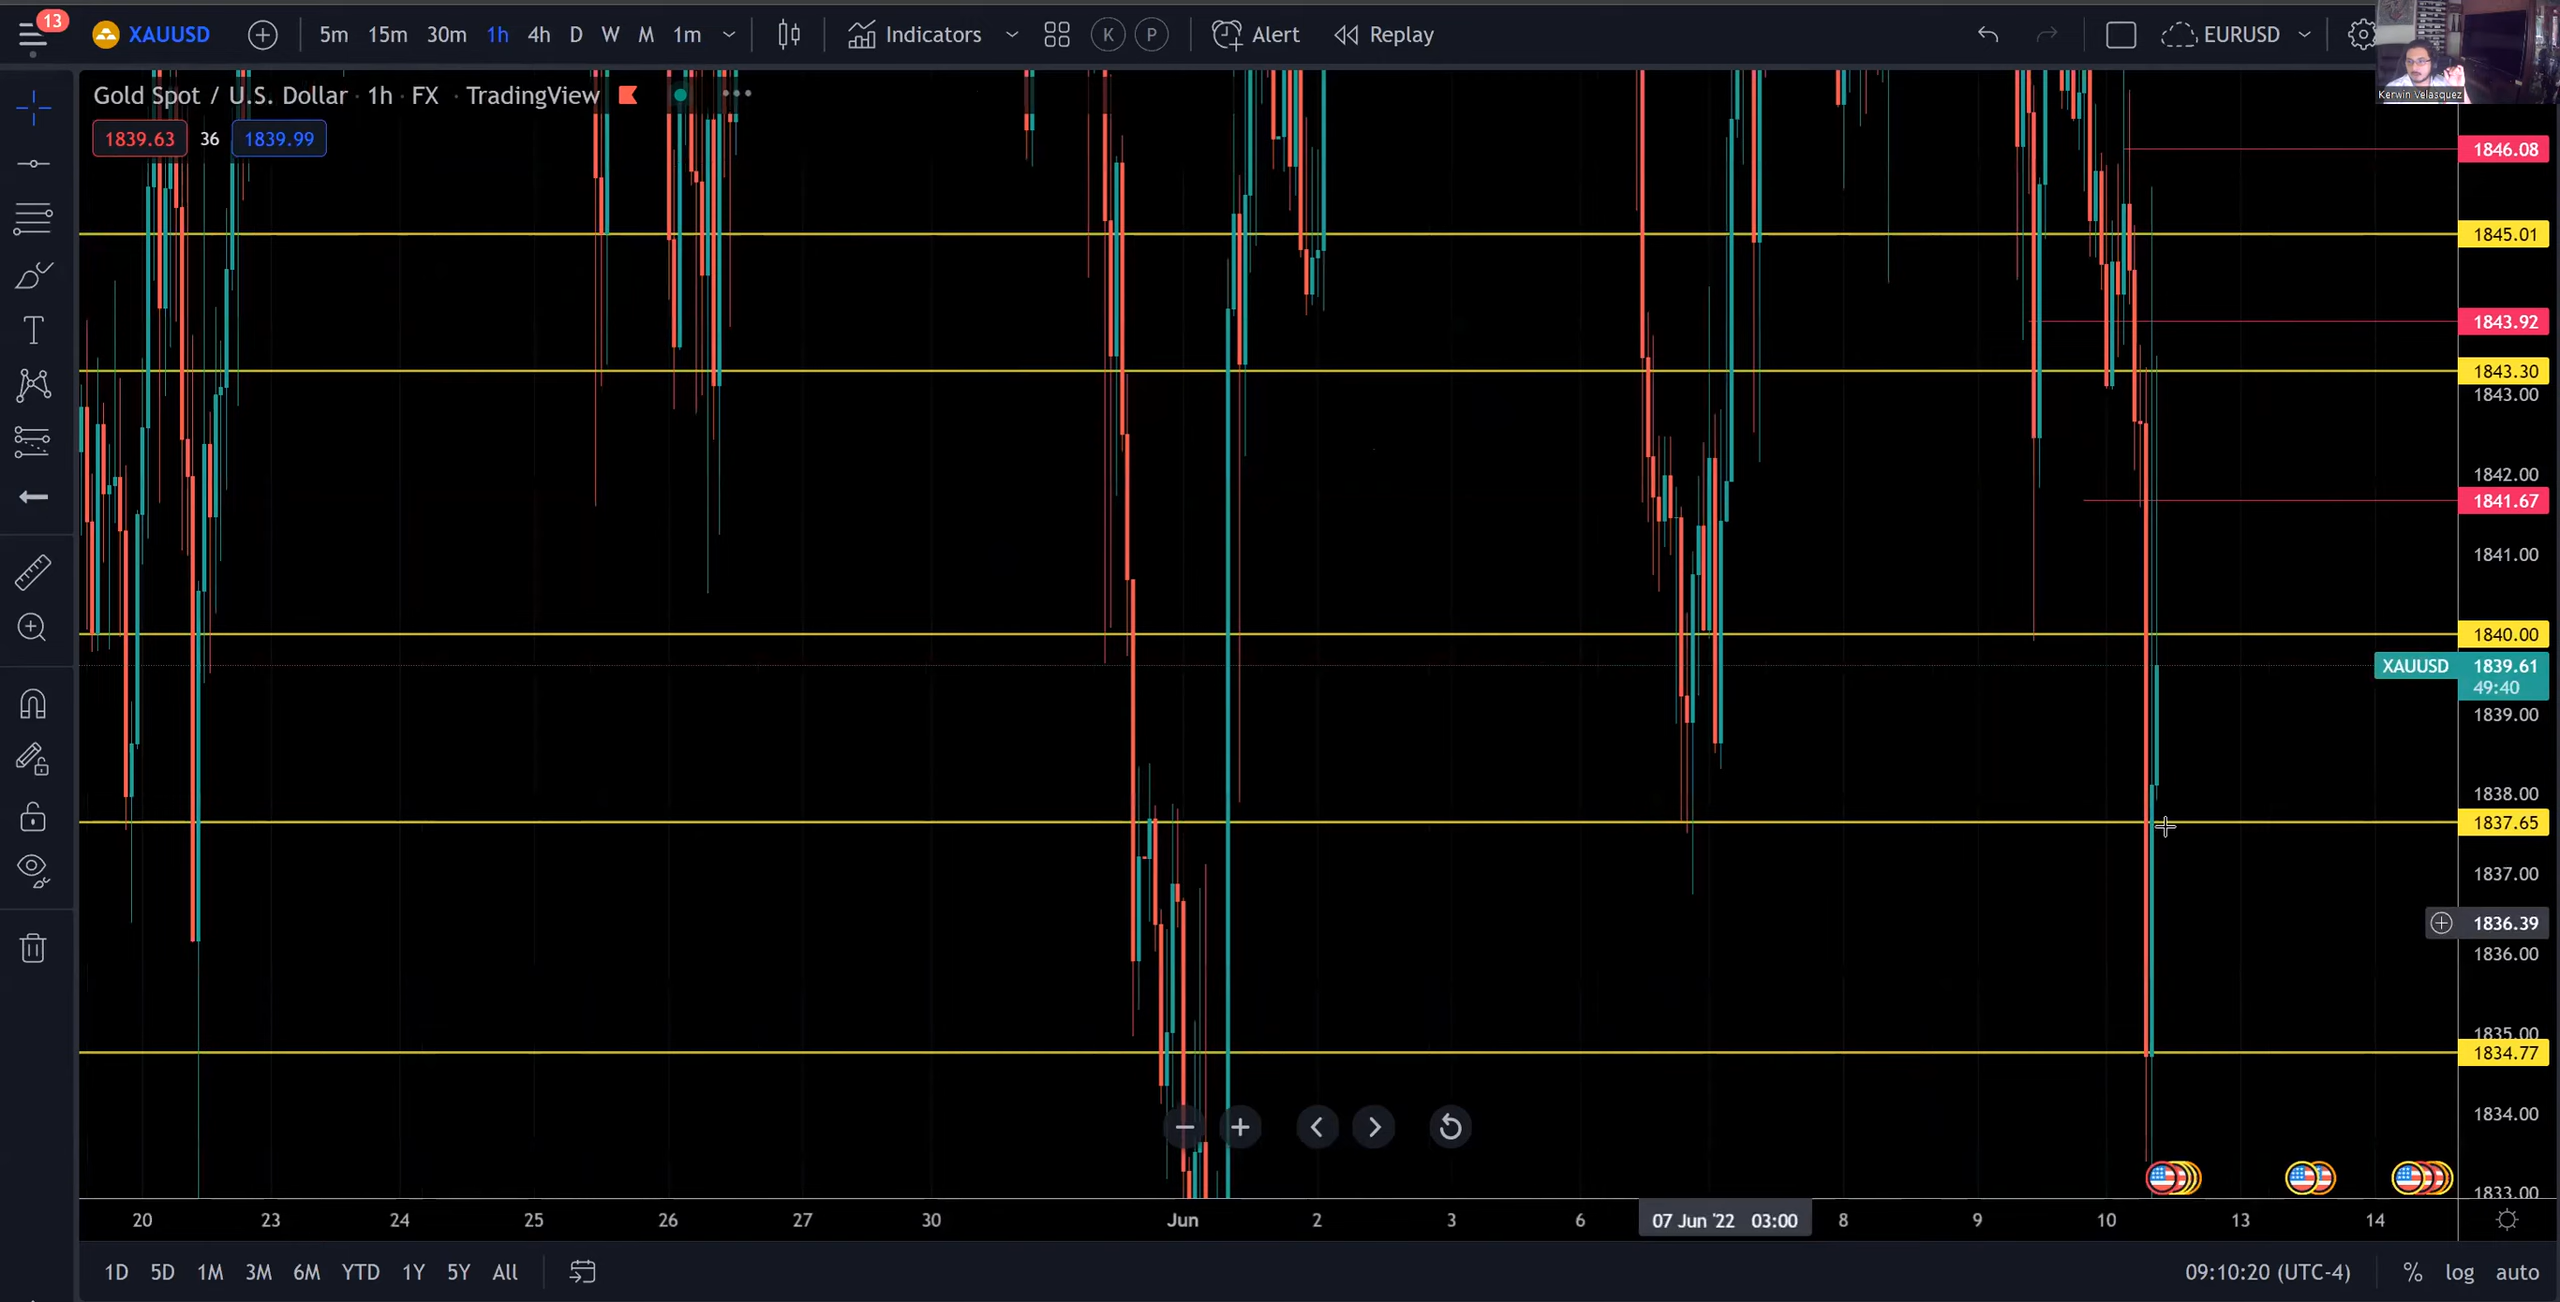 13 XAUUSD 5m 15m 30m 1h 4h D W M 1m Indicators K P Alert Replay EURUSD
Kerwin Velasquez
Gold Spot / U.S. Dollar · 1h · FX · TradingView
1839.63 36 1839.99
1846.08
1845.01
1843.92
1843.30
1843.00
1842.00
1841.67
1841.00
1840.00
XAUUSD 1839.61
49:40
1839.00
1838.00
1837.65
1837.00
1836.39
1836.00
1835.00
1834.77
1834.00
1833.00
20 23 24 25 26 27 30 Jun 2 3 6 07 Jun '22 03:00 8 9 10 13 14
1D 5D 1M 3M 6M YTD 1Y 5Y All 09:10:20 (UTC-4) % log auto